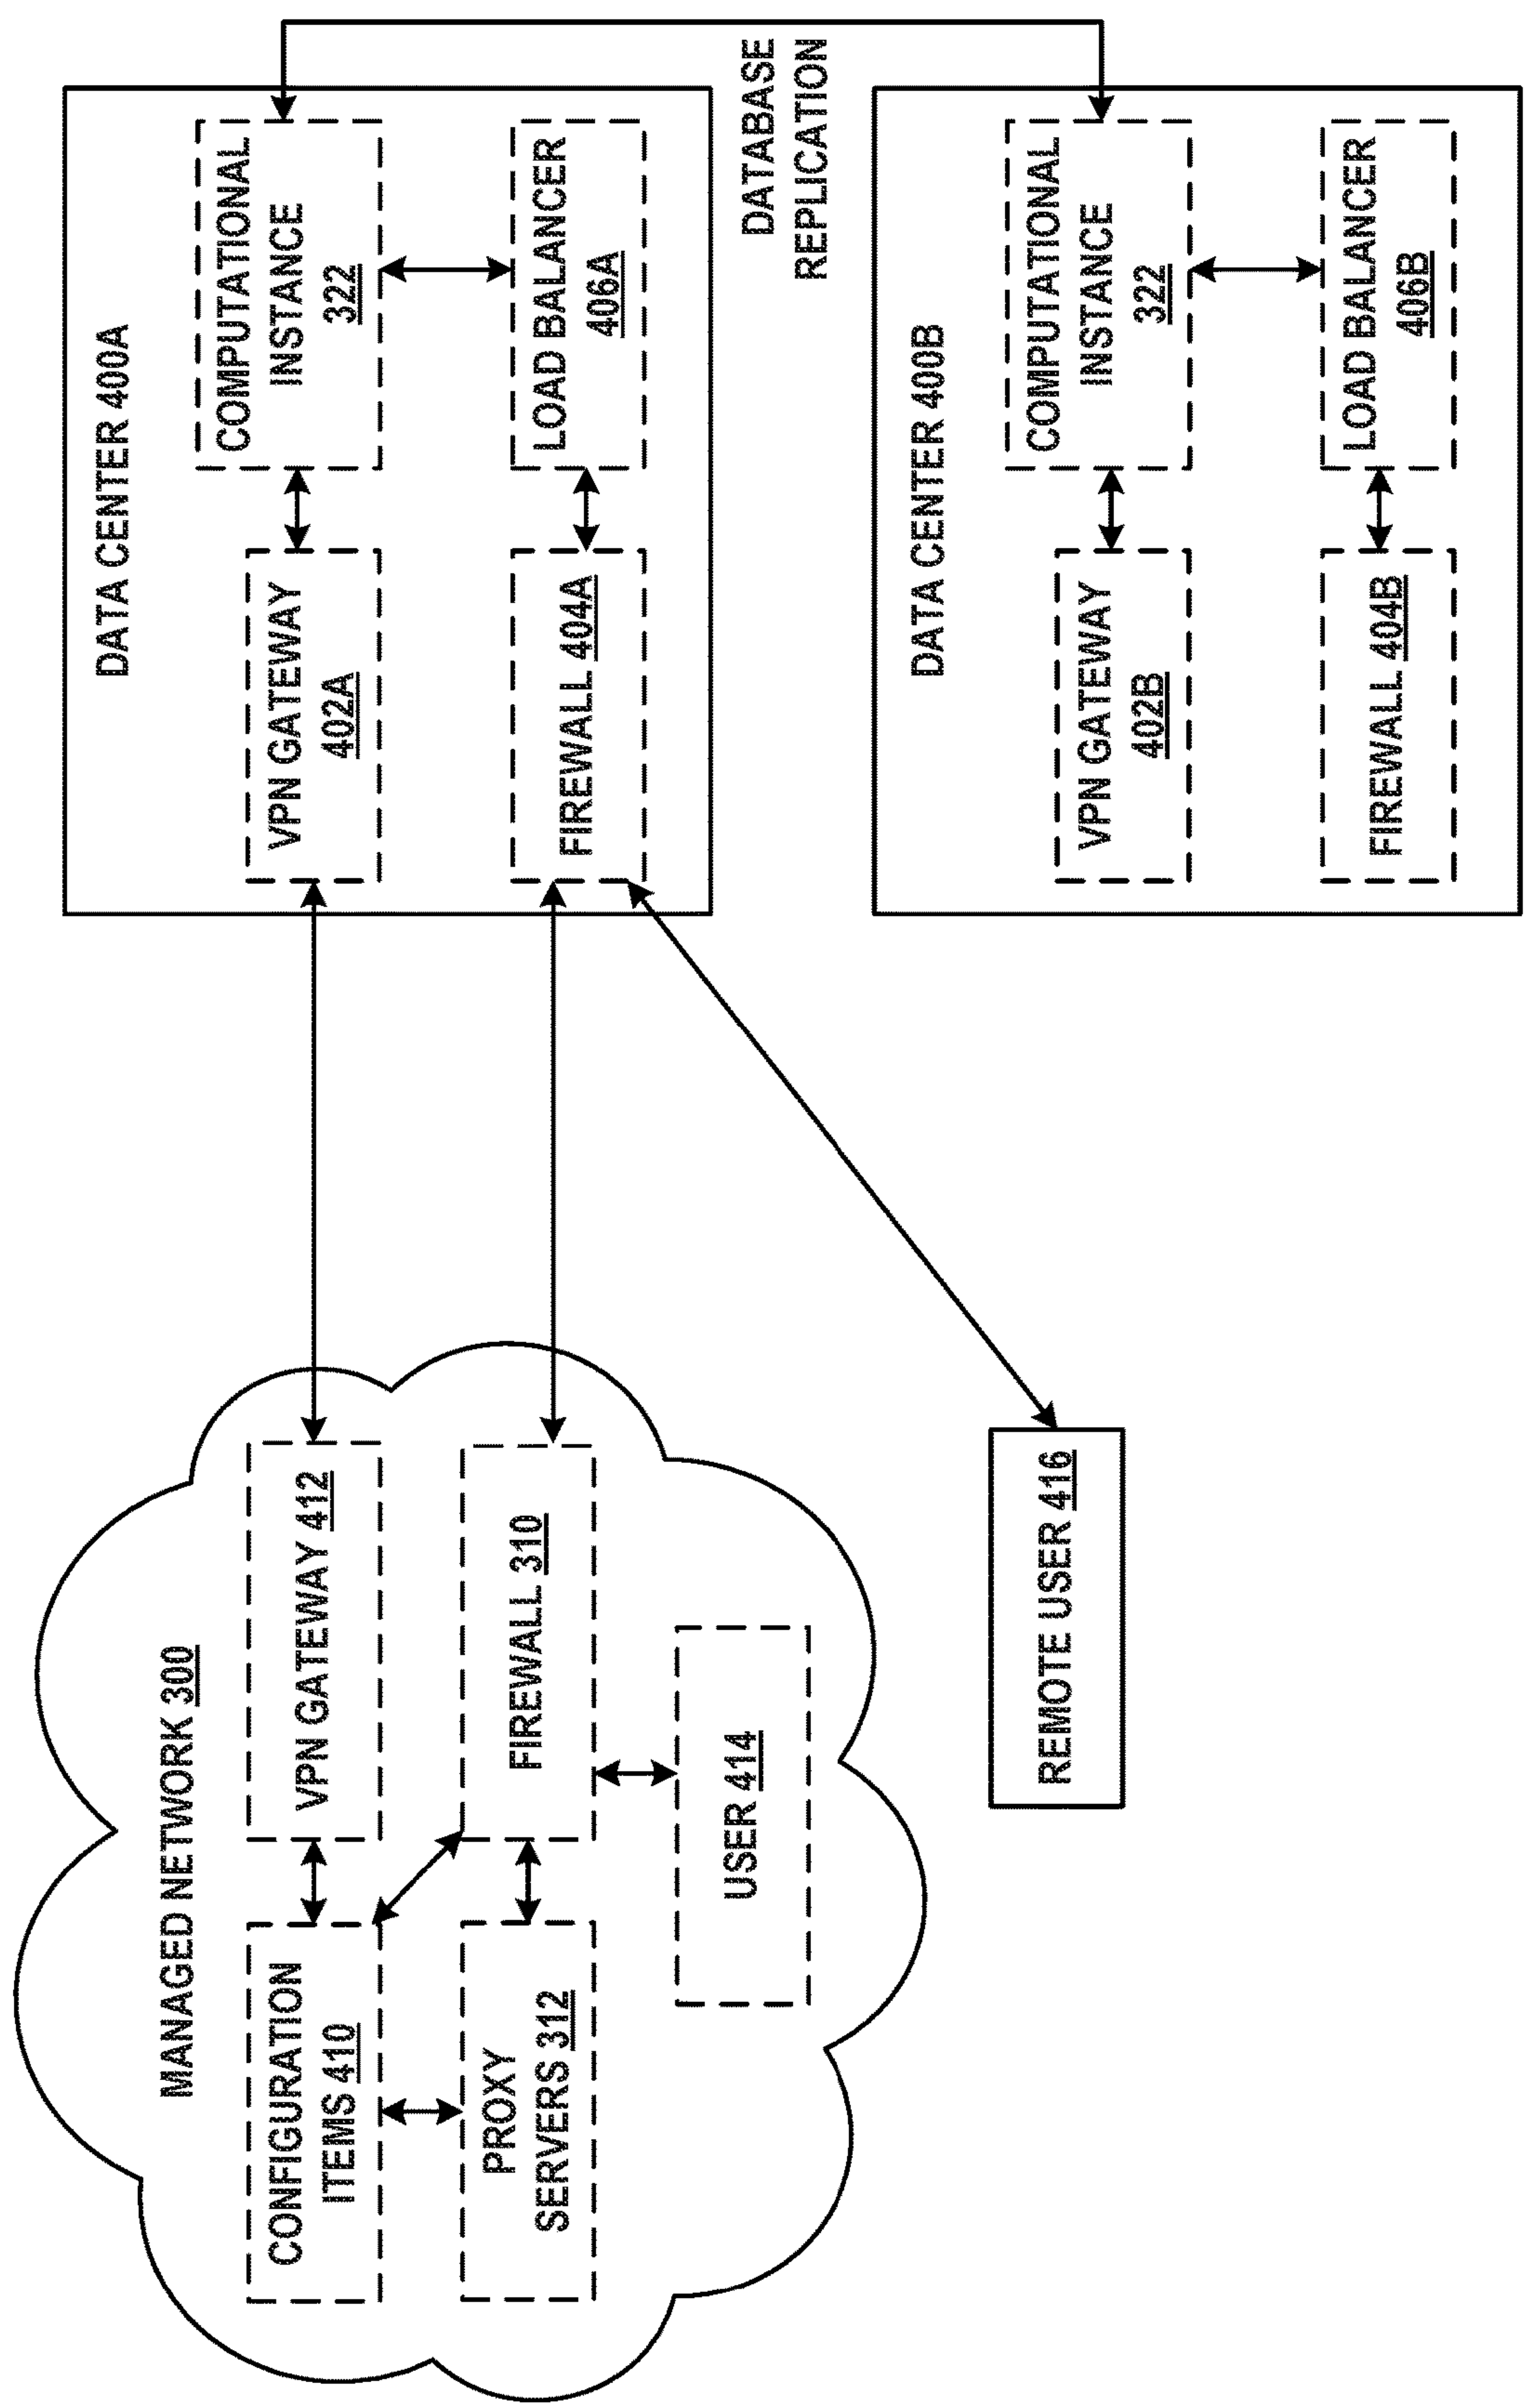 MANAGED NETWORK 300
CONFIGURATION
ITEMS 410
VPN GATEWAY 412
PROXY
SERVERS 312
FIREWALL 310
USER 414
REMOTE USER 416
DATA CENTER 400A
VPN GATEWAY
402A
COMPUTATIONAL
INSTANCE
322
FIREWALL 404A
LOAD BALANCER
406A
DATABASE
REPLICATION
DATA CENTER 400B
VPN GATEWAY
402B
COMPUTATIONAL
INSTANCE
322
FIREWALL 404B
LOAD BALANCER
406B